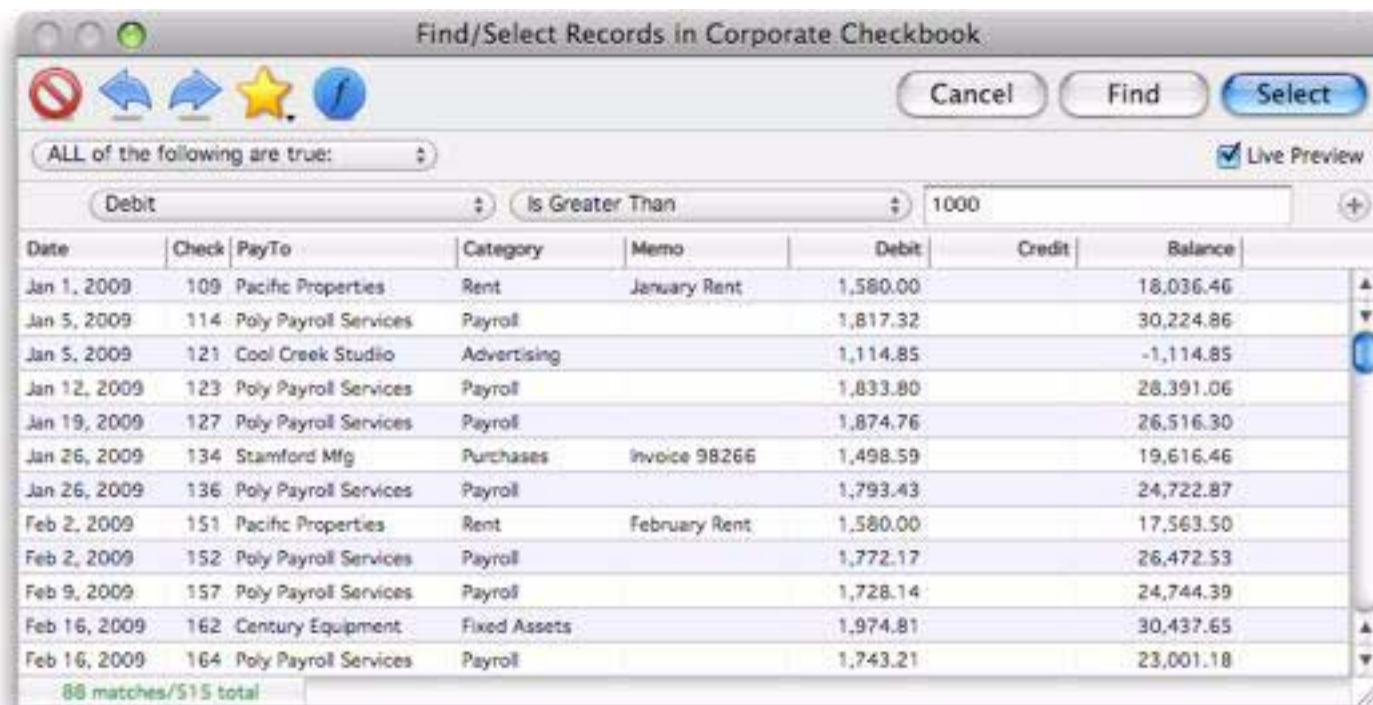 Find/Select Records in Corporate Checkbook
f Cancel Find Select
ALL of the following are true: Live Preview
Debit Is Greater Than 1000
Date Check PayTo Category Memo Debit Credit Balance
Jan 1, 2009 109 Pacific Properties Rent January Rent 1,580.00 18,036.46
Jan 5, 2009 114 Poly Payroll Services Payroll 1,817.32 30,224.86
Jan 5, 2009 121 Cool Creek Studiio Advertising 1,114.85 -1,114.85
Jan 12, 2009 123 Poly Payroll Services Payroll 1,833.80 28,391.06
Jan 19, 2009 127 Poly Payroll Services Payroll 1,874.76 26,516.30
Jan 26, 2009 134 Stamford Mfg Purchases Invoice 98266 1,498.59 19,616.46
Jan 26, 2009 136 Poly Payroll Services Payroll 1,793.43 24,722.87
Feb 2, 2009 151 Pacific Properties Rent February Rent 1,580.00 17,563.50
Feb 2, 2009 152 Poly Payroll Services Payroll 1,772.17 26,472.53
Feb 9, 2009 157 Poly Payroll Services Payroll 1,728.14 24,744.39
Feb 16, 2009 162 Century Equipment Fixed Assets 1,974.81 30,437.65
Feb 16, 2009 164 Poly Payroll Services Payroll 1,743.21 23,001.18
88 matches/515 total